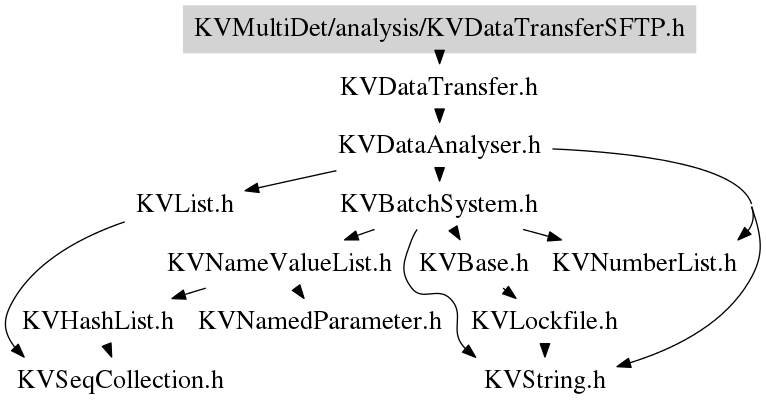 KVMultiDet/analysis/KVDataTransferSFTP.h
KVDataTransfer.h
KVDataAnalyser.h
KVList.h
KVBatchSystem.h
KVNameValueList.h
KVBase.h
KVNumberList.h
KVHashList.h
KVNamedParameter.h
KVLockfile.h
KVSeqCollection.h
KVString.h